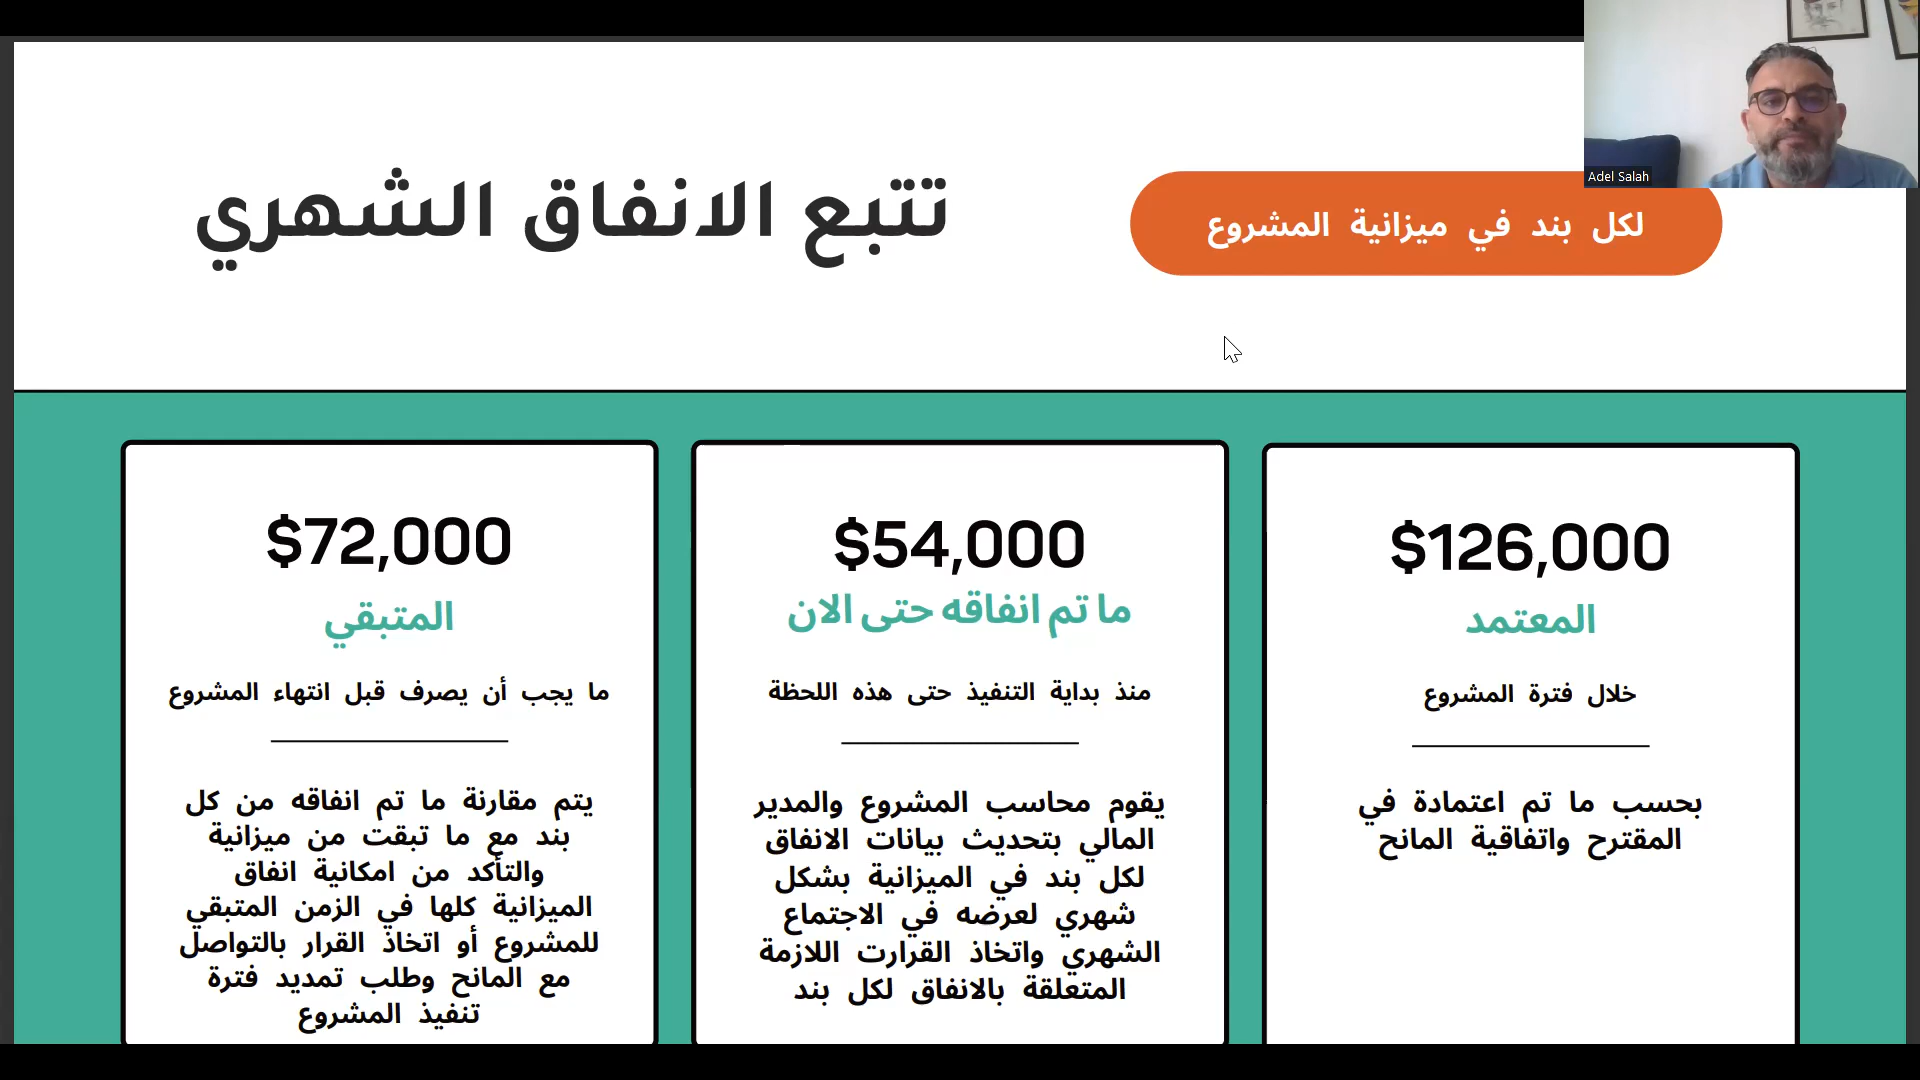 تتبع الانفاق الشهري
لكل بند في ميزانية المشروع
Adel Salah
$126,000
المعتمد
خلال فترة المشروع
بحسب ما تم اعتمادة في
المقترح واتفاقية المانح
$54,000
ما تم انفاقه حتى الان
منذ بداية التنفيذ حتى هذه اللحظة
يقوم محاسب المشروع والمدير
المالي بتحديث بيانات الانفاق
لكل بند في الميزانية بشكل
شهري لعرضه في الاجتماع
الشهري واتخاذ القرارت اللازمة
المتعلقة بالانفاق لكل بند
$72,000
المتبقي
ما يجب أن يصرف قبل انتهاء المشروع
يتم مقارنة ما تم انفاقه من كل
بند مع ما تبقت من ميزانية
والتأكد من امكانية انفاق
الميزانية كلها في الزمن المتبقي
للمشروع أو اتخاذ القرار بالتواصل
مع المانح وطلب تمديد فترة
تنفيذ المشروع